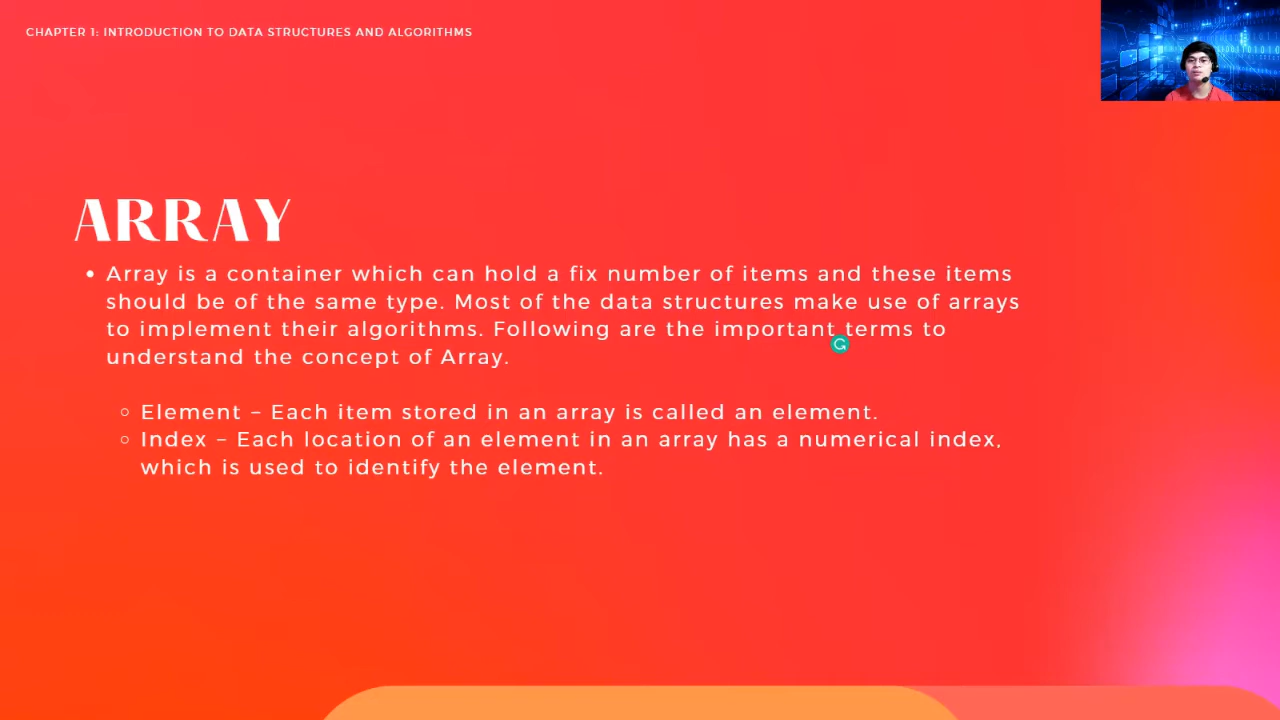 CHAPTER 1: INTRODUCTION TO DATA STRUCTURES AND ALGORITHMS
ARRAY
• Array is a container which can hold a fix number of items and these items
should be of the same type. Most of the data structures make use of arrays
to implement their algorithms. Following are the important terms to
understand the concept of Array.
○ Element – Each item stored in an array is called an element.
○ Index – Each location of an element in an array has a numerical index,
which is used to identify the element.